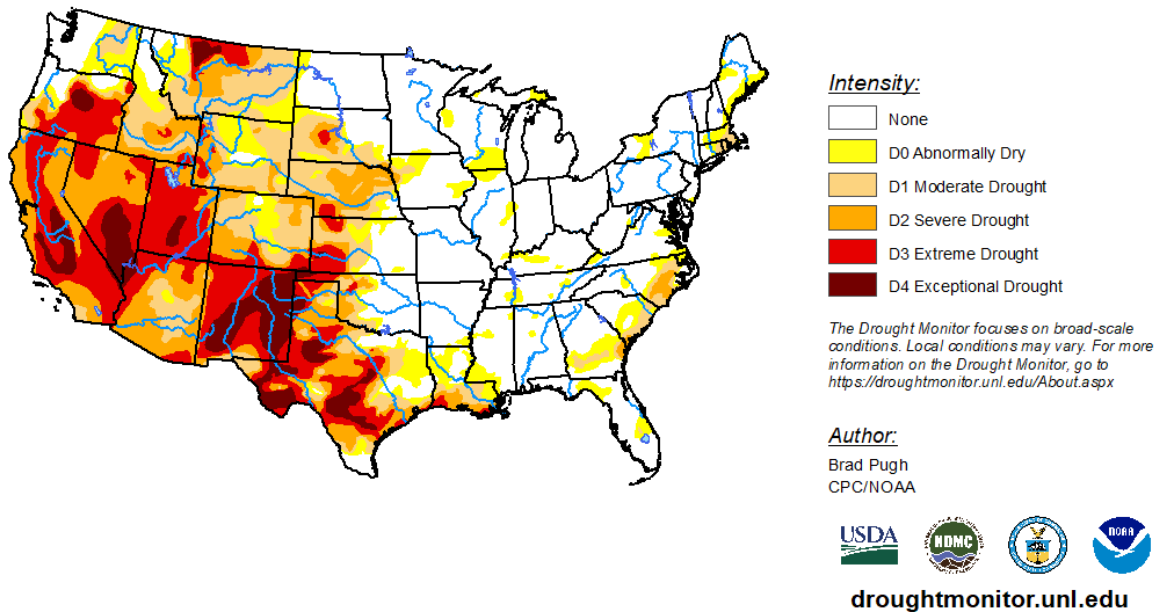 Intensity:
None
D0 Abnormally Dry
D1 Moderate Drought
D2 Severe Drought
D3 Extreme Drought
D4 Exceptional Drought
The Drought Monitor focuses on broad-scale
conditions. Local conditions may vary. For more
information on the Drought Monitor, go to
https://droughtmonitor.unl.edu/About.aspx
Author:
Brad Pugh
CPC/NOAA
USDA
NDMC
NOAA
droughtmonitor.unl.edu